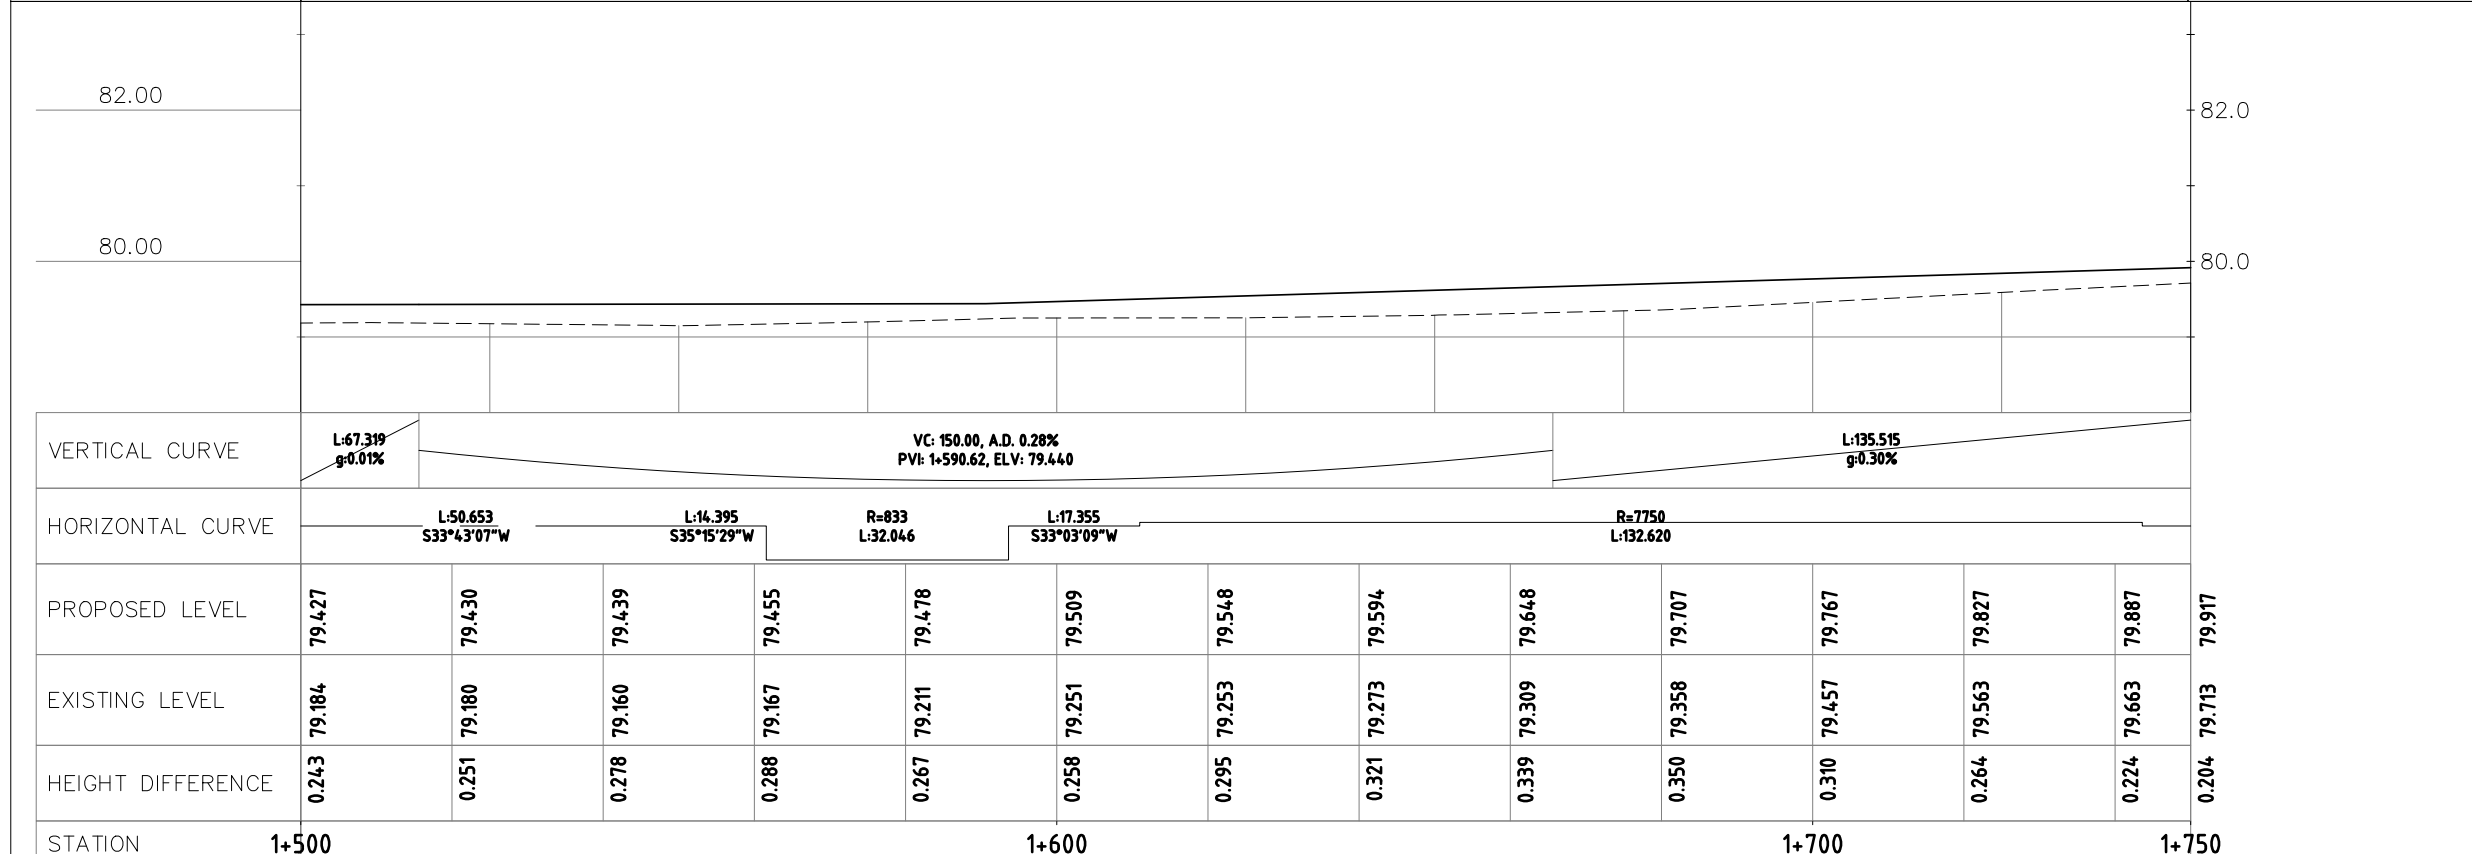 82.00
82.0
80.00
80.0
VERTICAL CURVE
L:67.319
g:0.01%
VC: 150.00, A.D. 0.28%
PVI: 1+590.62, ELV: 79.440
L:135.515
g:0.30%
HORIZONTAL CURVE
L:50.653
S33°43'07"W
L:14.395
S35°15'29"W
R=833
L:32.046
L:17.355
S33°03'09"W
R=7750
L:132.620
PROPOSED LEVEL
79.427
79.430
79.439
79.455
79.478
79.509
79.548
79.594
79.648
79.707
79.767
79.827
79.887
79.917
EXISTING LEVEL
79.184
79.180
79.160
79.167
79.211
79.251
79.253
79.273
79.309
79.358
79.457
79.563
79.663
79.713
HEIGHT DIFFERENCE
0.243
0.251
0.278
0.288
0.267
0.258
0.295
0.321
0.339
0.350
0.310
0.264
0.224
0.204
STATION
1+500
1+600
1+700
1+750